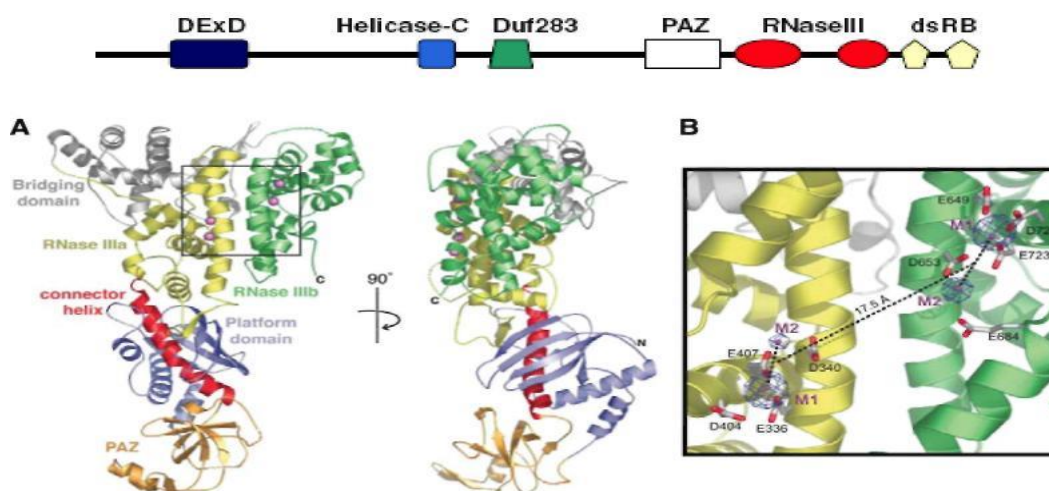 DExD Helicase-C Duf283 PAZ RNaseIII dsRB
A
Bridging
domain
RNase IIIa
RNase IIIb
C
connector
helix
Platform
domain
PAZ
90°
C
N
B
E649
M1
D72
E723
D653
M2
17.5 Å
E684
M2
E407
D340
M1
D404
E336